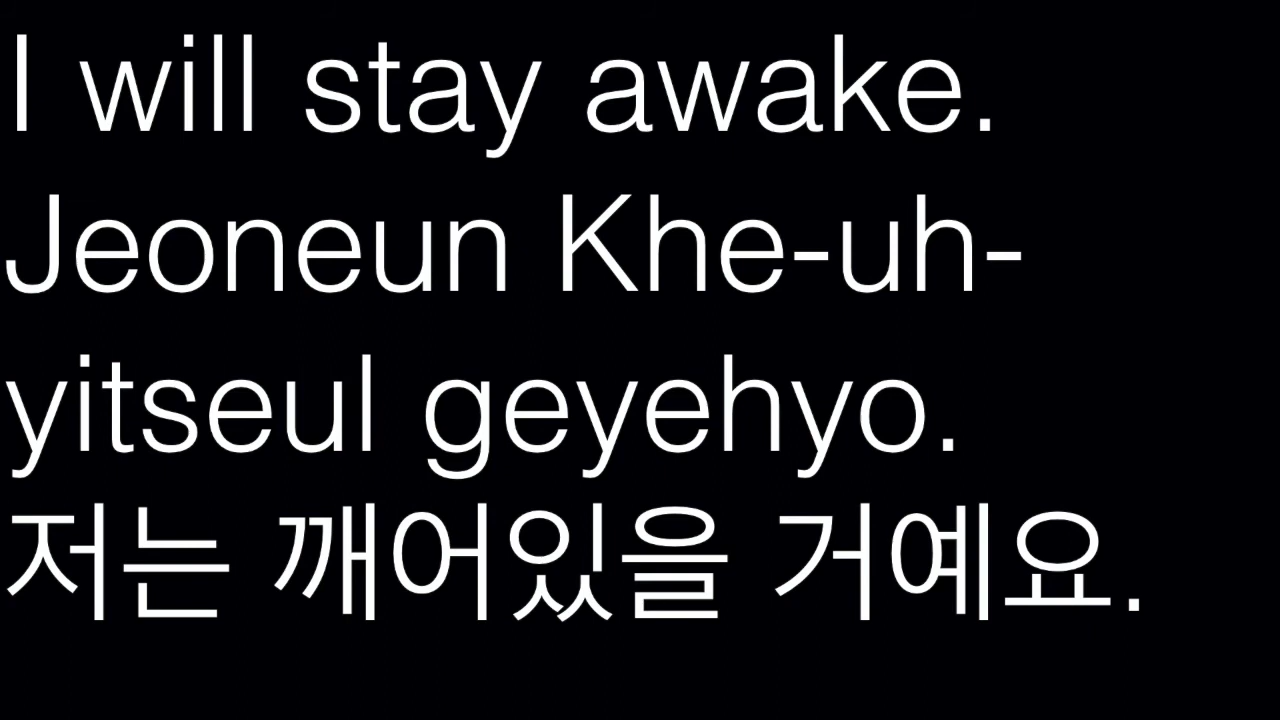 I will stay awake.
Jeoneun Khe-uh-
yitseul geyehyo.
저는 깨어있을 거예요.